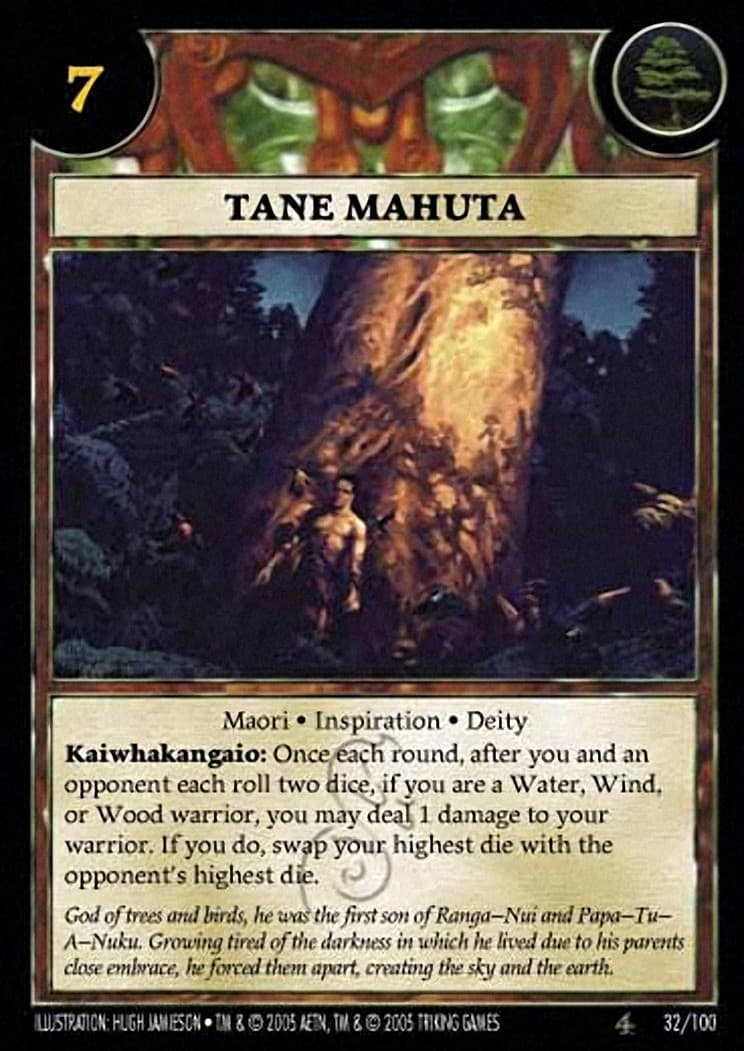 7
TANE MAHUTA
Maori • Inspiration • Deity
Kaiwhakangaio: Once each round, after you and an
opponent each roll two dice, if you are a Water, Wind,
or Wood warrior, you may deal 1 damage to your
warrior. If you do, swap your highest die with the
opponent's highest die.
God of trees and birds, he was the first son of Ranga-Nui and Papa-Tu-
A-Nuku. Growing tired of the darkness in which he lived due to his parents
close embrace, he forced them apart, creating the sky and the earth.
ILLUSTRATION: HUGH JAMIESON • TM & © 2005 AETN, TM & © 2005 TRIKING GAMES 32/100